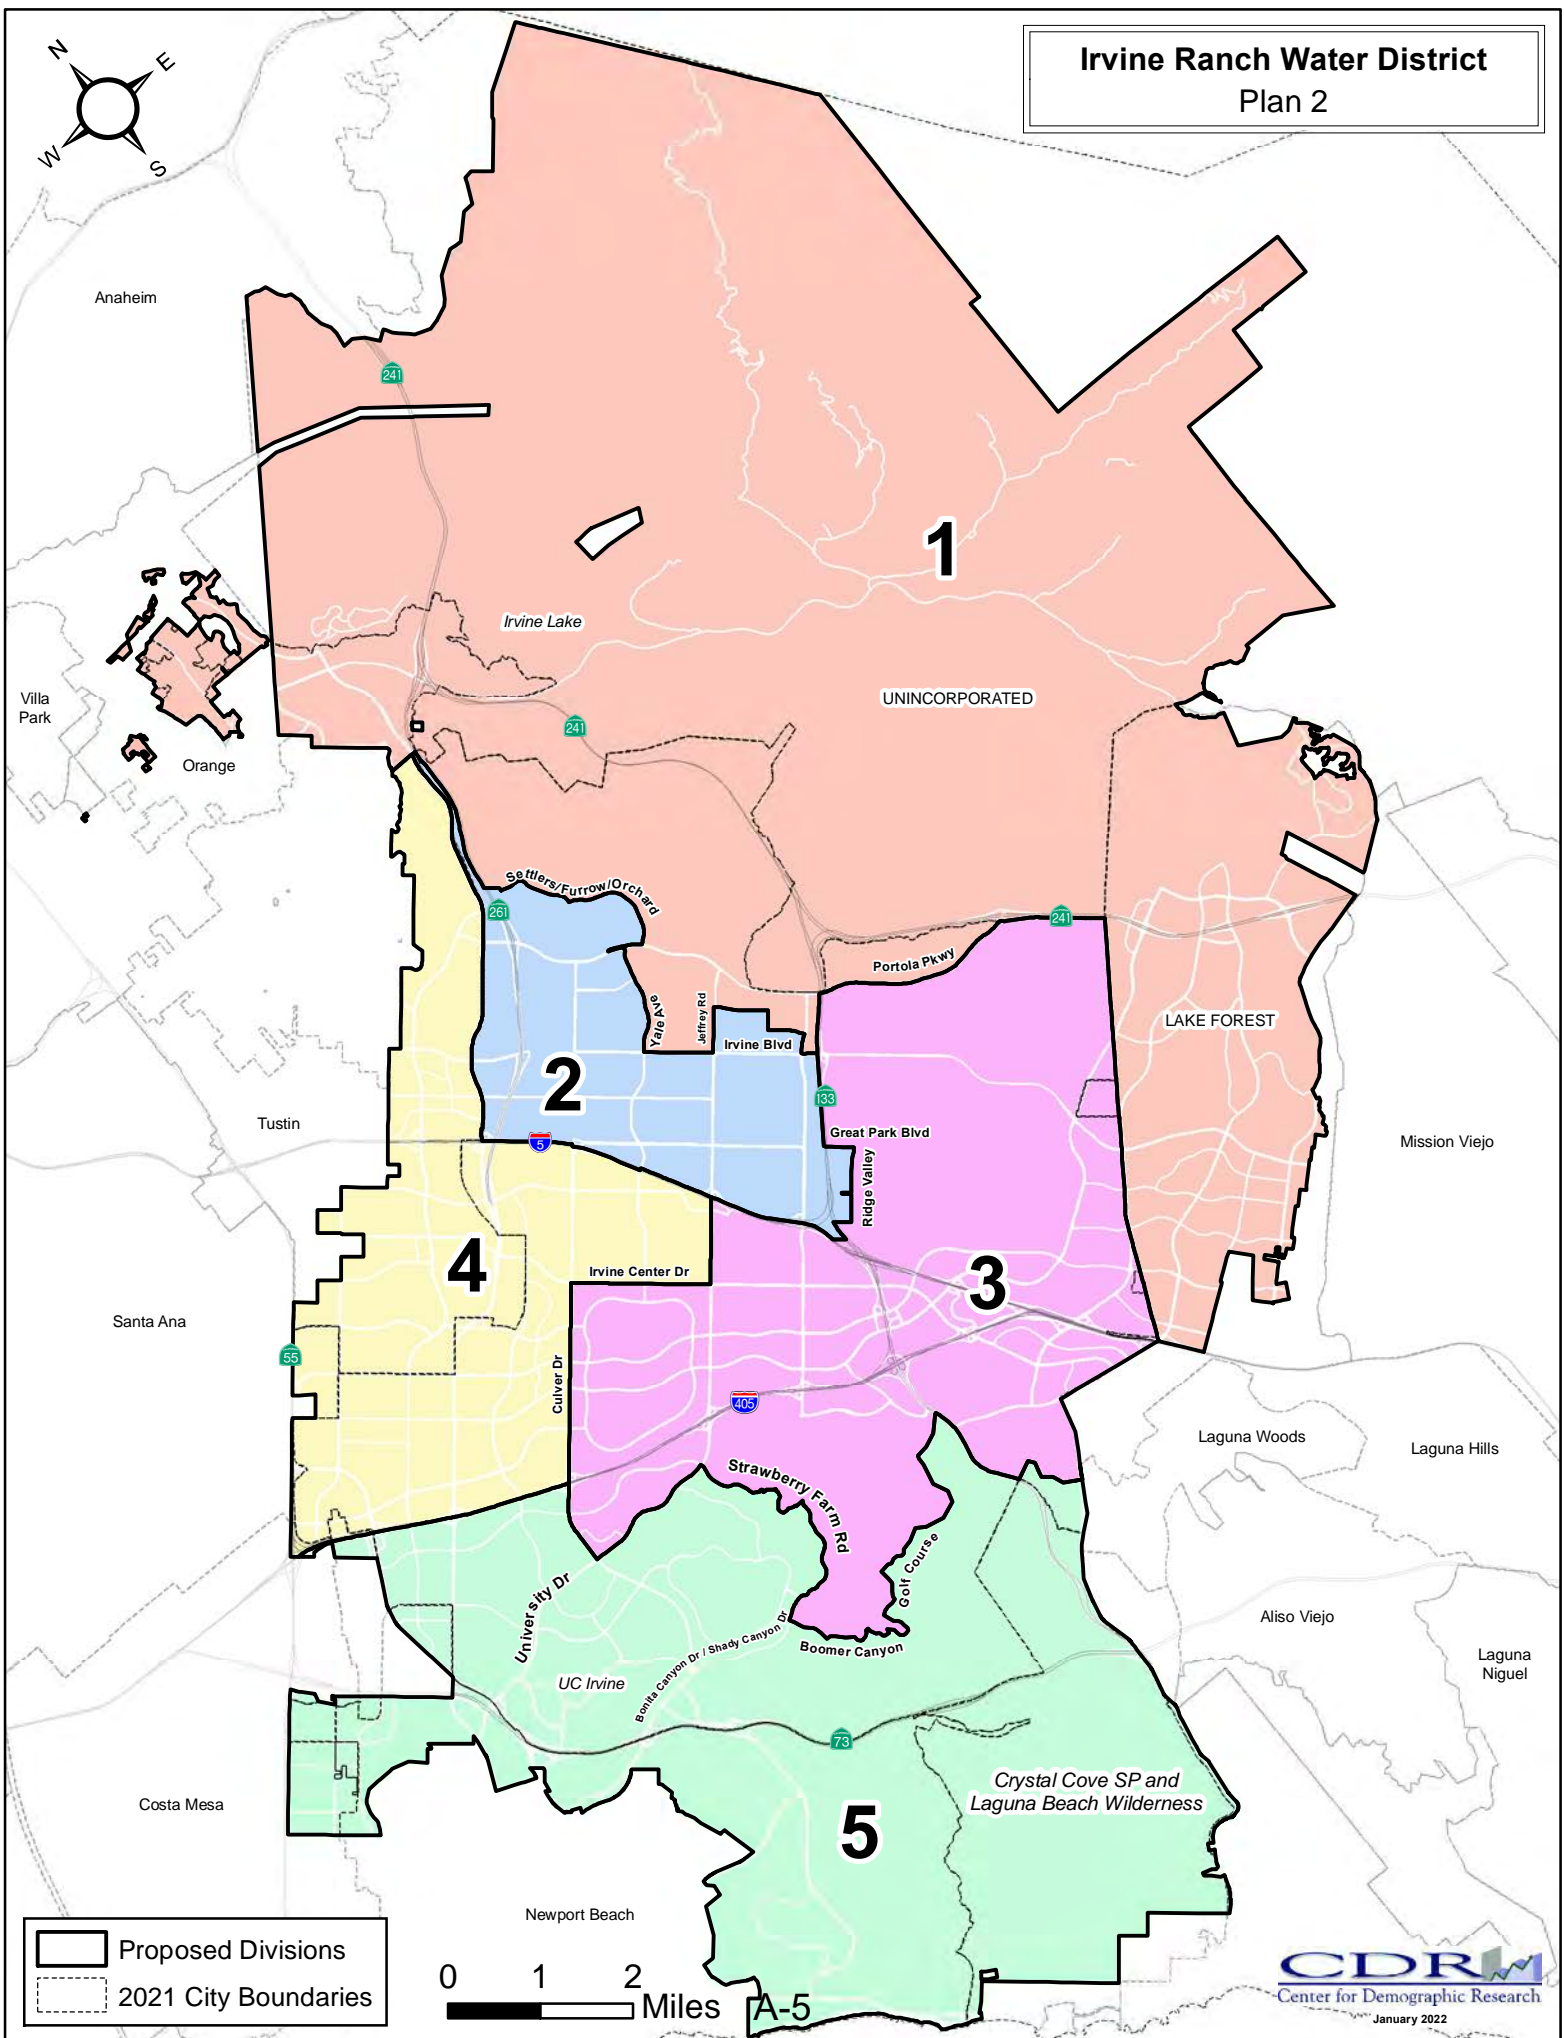 Irvine Ranch Water District
Plan 2
N
E
W
S
Anaheim
241
1
Irvine Lake
UNINCORPORATED
Villa
Park
241
Orange
Settlers/Furrow/Orchard
261
241
Portola Pkwy
Yale Ave
Jeffrey Rd
LAKE FOREST
Irvine Blvd
2
133
Tustin
Great Park Blvd
5
Mission Viejo
Ridge Valley
4
Irvine Center Dr
3
Santa Ana
55
Culver Dr
405
Laguna Woods
Laguna Hills
Strawberry Farm Rd
Golf Course
University Dr
Aliso Viejo
Bonita Canyon Dr / Shady Canyon Dr
Boomer Canyon
Laguna
Niguel
UC Irvine
73
Crystal Cove SP and
Laguna Beach Wilderness
Costa Mesa
5
Newport Beach
Proposed Divisions
2021 City Boundaries
0 1 2
Miles
A-5
CDR
Center for Demographic Research
January 2022